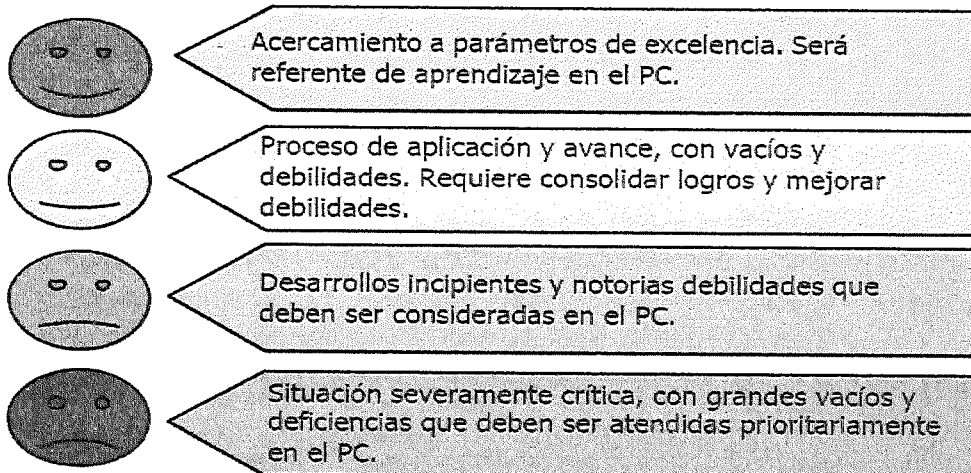 Acercamiento a parámetros de excelencia. Será
referente de aprendizaje en el PC.
Proceso de aplicación y avance, con vacíos y
debilidades. Requiere consolidar logros y mejorar
debilidades.
Desarrollos incipientes y notorias debilidades que
deben ser consideradas en el PC.
Situación severamente crítica, con grandes vacíos y
deficiencias que deben ser atendidas prioritariamente
en el PC.